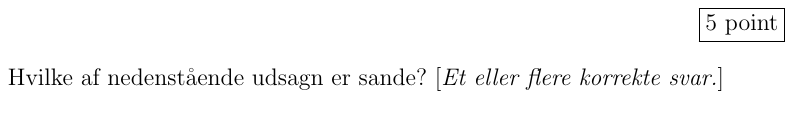 5 point
Hvilke af nedenstående udsagn er sande? [Et eller flere korrekte svar.]